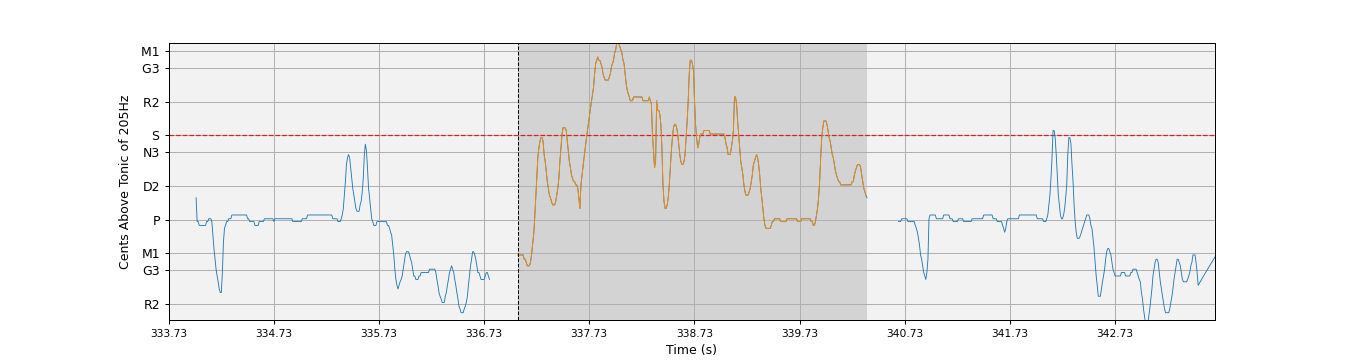 M1
G3
R2
S
N3
D2
P
M1
G3
R2
Cents Above Tonic of 205Hz
333.73 334.73 335.73 336.73 337.73 338.73 339.73 340.73 341.73 342.73
Time (s)